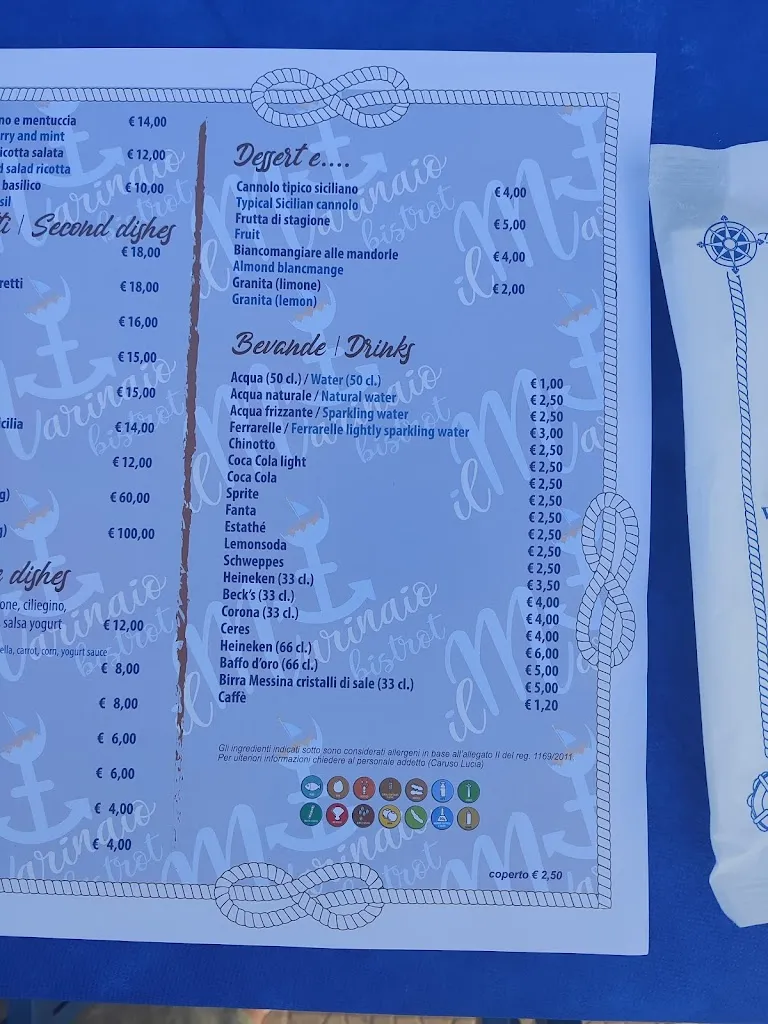 no e mentuccia € 14,00
rry and mint
icotta salata € 12,00
d salad ricotta
basilico € 10,00
sil
ti | Second dishes
€ 18,00
retti € 18,00
€ 16,00
€ 15,00
€ 15,00
cilia € 14,00
€ 12,00
g) € 60,00
g) € 100,00
e dishes
one, ciliegino,
salsa yogurt € 12,00
ella, carrot, corn, yogurt sauce
€ 8,00
€ 8,00
€ 6,00
€ 6,00
€ 4,00
€ 4,00
Dessert e....
Cannolo tipico siciliano € 4,00
Typical Sicilian cannolo
Frutta di stagione € 5,00
Fruit
Biancomangiare alle mandorle € 4,00
Almond blancmange
Granita (limone) € 2,00
Granita (lemon)
Bevande | Drinks
Acqua (50 cl.) / Water (50 cl.) € 1,00
Acqua naturale / Natural water € 2,50
Acqua frizzante / Sparkling water € 2,50
Ferrarelle / Ferrarelle lightly sparkling water € 3,00
Chinotto € 2,50
Coca Cola light € 2,50
Coca Cola € 2,50
Sprite € 2,50
Fanta € 2,50
Estathé € 2,50
Lemonsoda € 2,50
Schweppes € 2,50
Heineken (33 cl.) € 3,50
Beck's (33 cl.) € 4,00
Corona (33 cl.) € 4,00
Ceres € 4,00
Heineken (66 cl.) € 6,00
Baffo d'oro (66 cl.) € 5,00
Birra Messina cristalli di sale (33 cl.) € 5,00
Caffè € 1,20
Gli ingredienti indicati sotto sono considerati allergeni in base all'allegato II del reg. 1169/2011.
Per ulteriori informazioni chiedere al personale addetto (Caruso Lucia)
coperto € 2,50
il Marinaio
bistrot